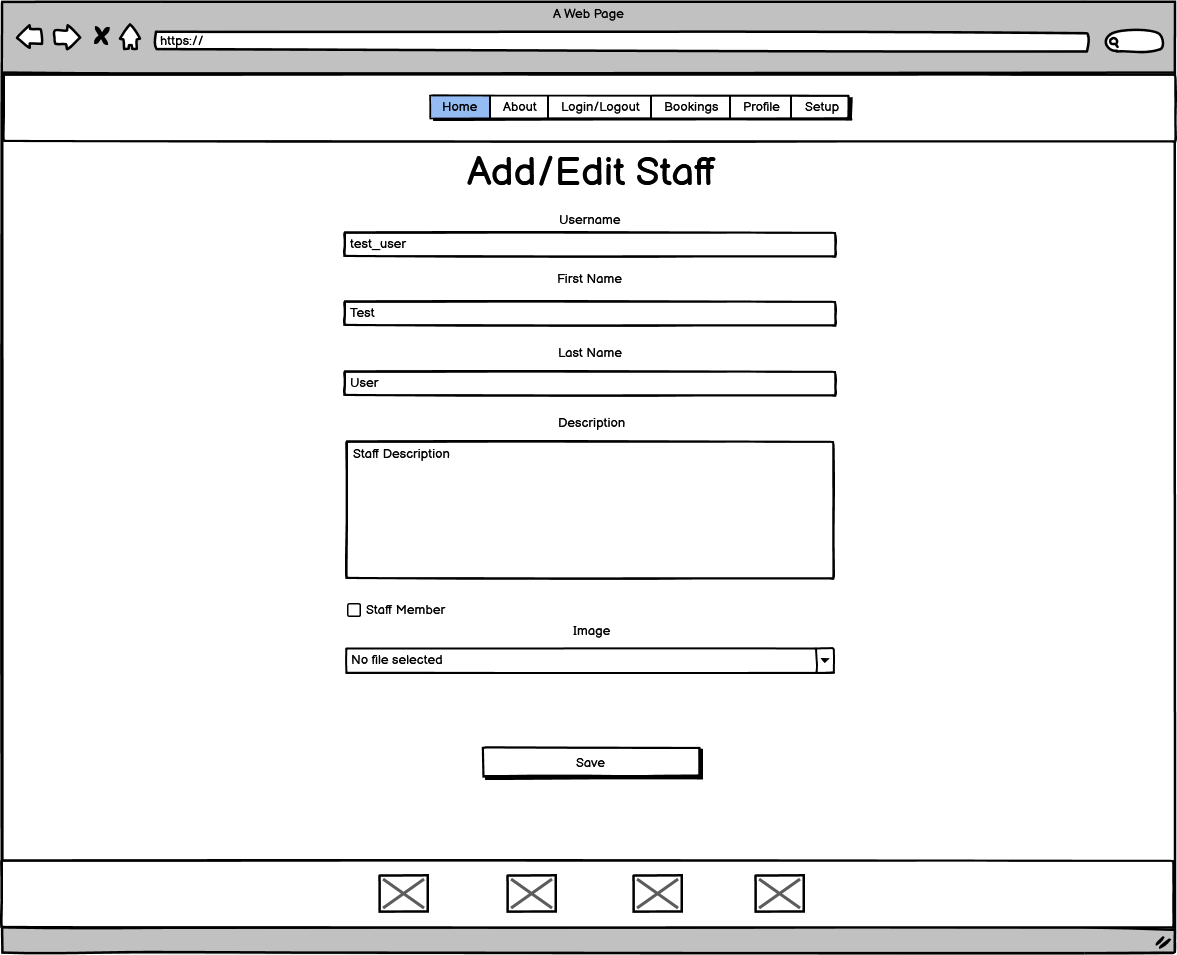 A Web Page
https://
Home About Login/Logout Bookings Profile Setup
Add/Edit Staff
Username
test_user
First Name
Test
Last Name
User
Description
Staff Description
Staff Member
Image
No file selected
Save